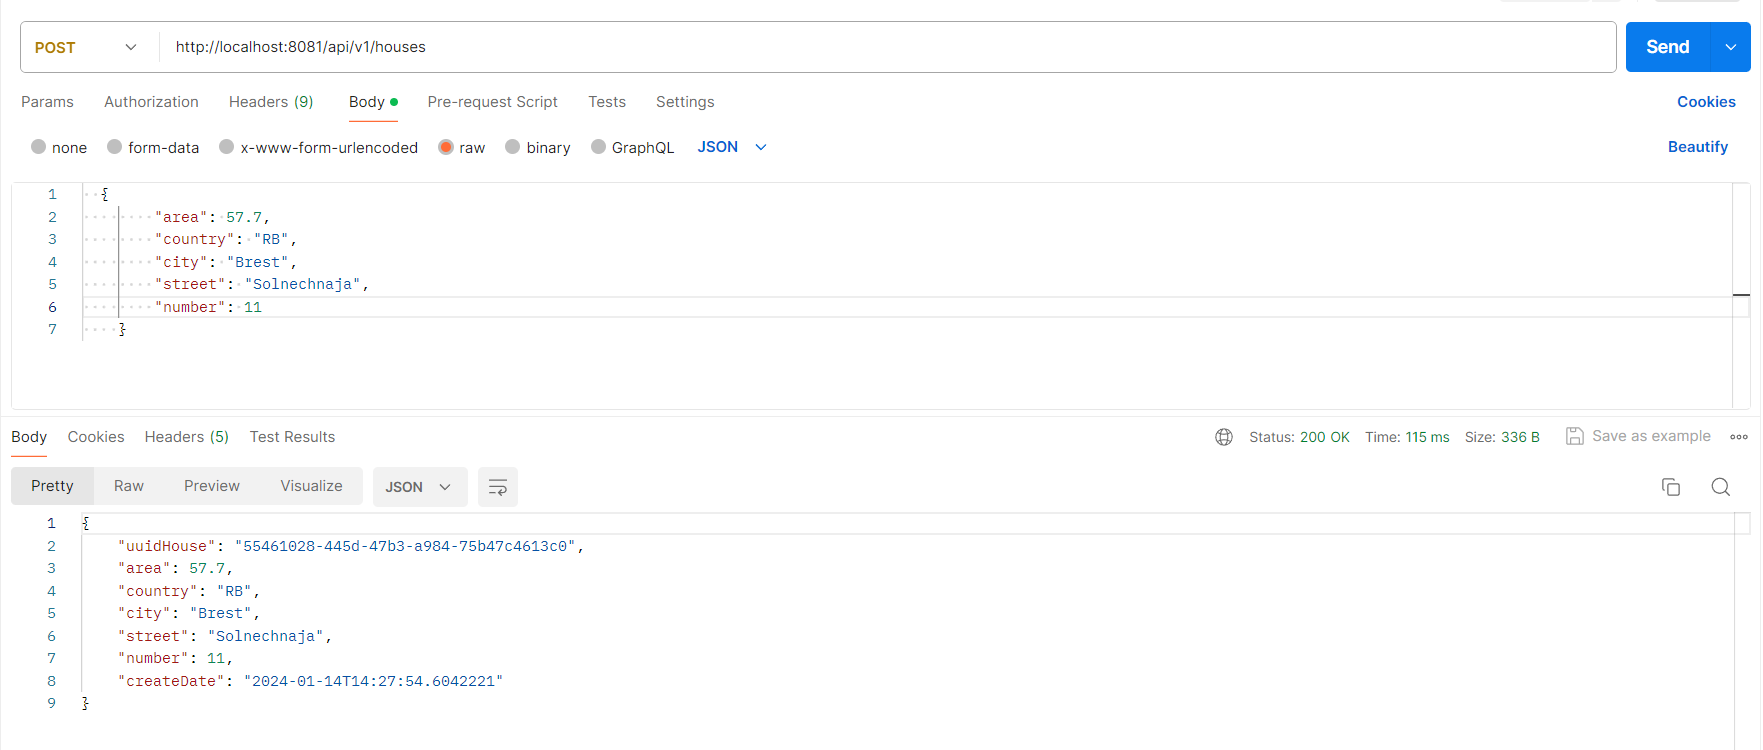 POST http://localhost:8081/api/v1/houses Send
Params Authorization Headers (9) Body Pre-request Script Tests Settings Cookies
none form-data x-www-form-urlencoded raw binary GraphQL JSON Beautify
1 {
2 "area": 57.7,
3 "country": "RB",
4 "city": "Brest",
5 "street": "Solnechnaja",
6 "number": 11
7 }
Body Cookies Headers (5) Test Results Status: 200 OK Time: 115 ms Size: 336 B Save as example
Pretty Raw Preview Visualize JSON
1 {
2 "uuidHouse": "55461028-445d-47b3-a984-75b47c4613c0",
3 "area": 57.7,
4 "country": "RB",
5 "city": "Brest",
6 "street": "Solnechnaja",
7 "number": 11,
8 "createDate": "2024-01-14T14:27:54.6042221"
9 }